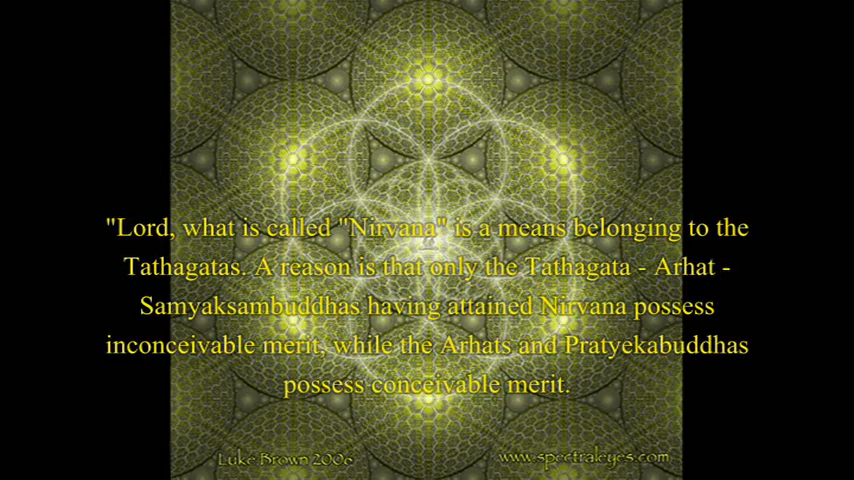 "Lord, what is called "Nirvana" is a means belonging to the
Tathagatas. A reason is that only the Tathagata - Arhat -
Samyaksambuddhas having attained Nirvana possess
inconceivable merit, while the Arhats and Pratyekabuddhas
possess conceivable merit.
Luke Brown 2006
www.spectraleyes.com